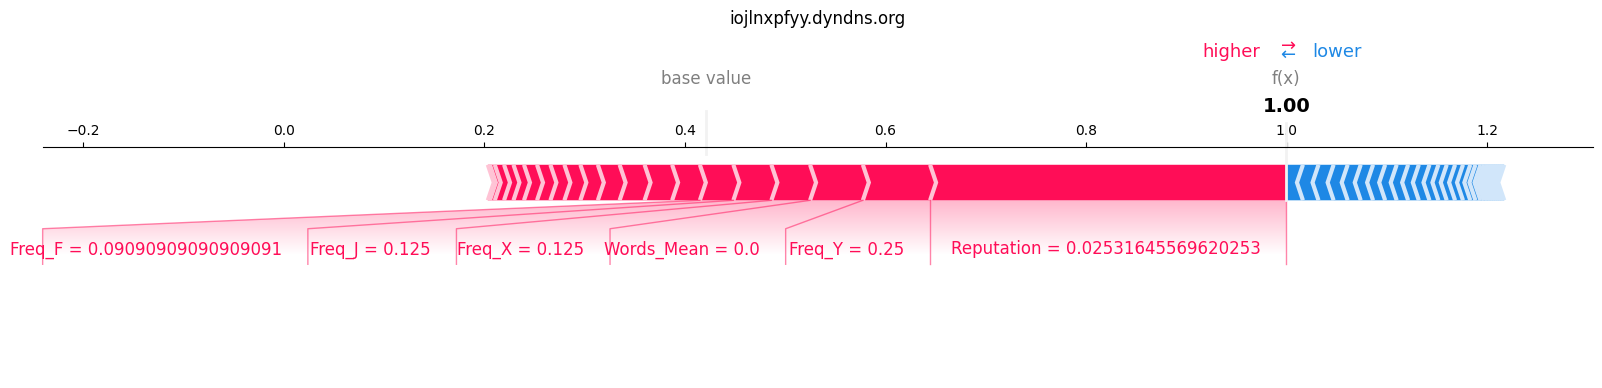 iojlnxpfyy.dyndns.org
higher ⇄ lower
base value f(x)
1.00
−0.2 0.0 0.2 0.4 0.6 0.8 1.0 1.2
Freq_F = 0.09090909090909091 Freq_J = 0.125 Freq_X = 0.125 Words_Mean = 0.0 Freq_Y = 0.25 Reputation = 0.02531645569620253